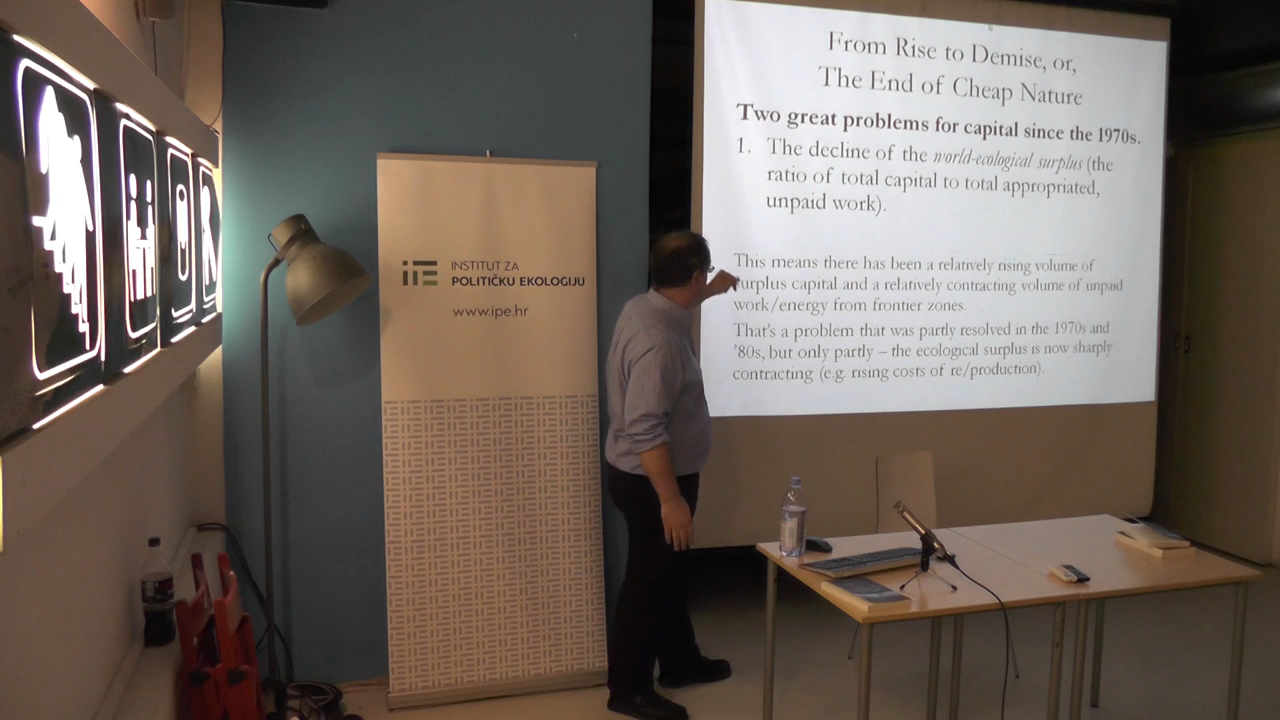 From Rise to Demise, or,
The End of Cheap Nature
Two great problems for capital since the 1970s.
1. The decline of the world-ecological surplus (the
ratio of total capital to total appropriated,
unpaid work).
This means there has been a relatively rising volume of
surplus capital and a relatively contracting volume of unpaid
work/energy from frontier zones.
That's a problem that was partly resolved in the 1970s and
'80s, but only partly – the ecological surplus is now sharply
contracting (e.g. rising costs of re/production).
INSTITUT ZA
POLITIČKU EKOLOGIJU
www.ipe.hr